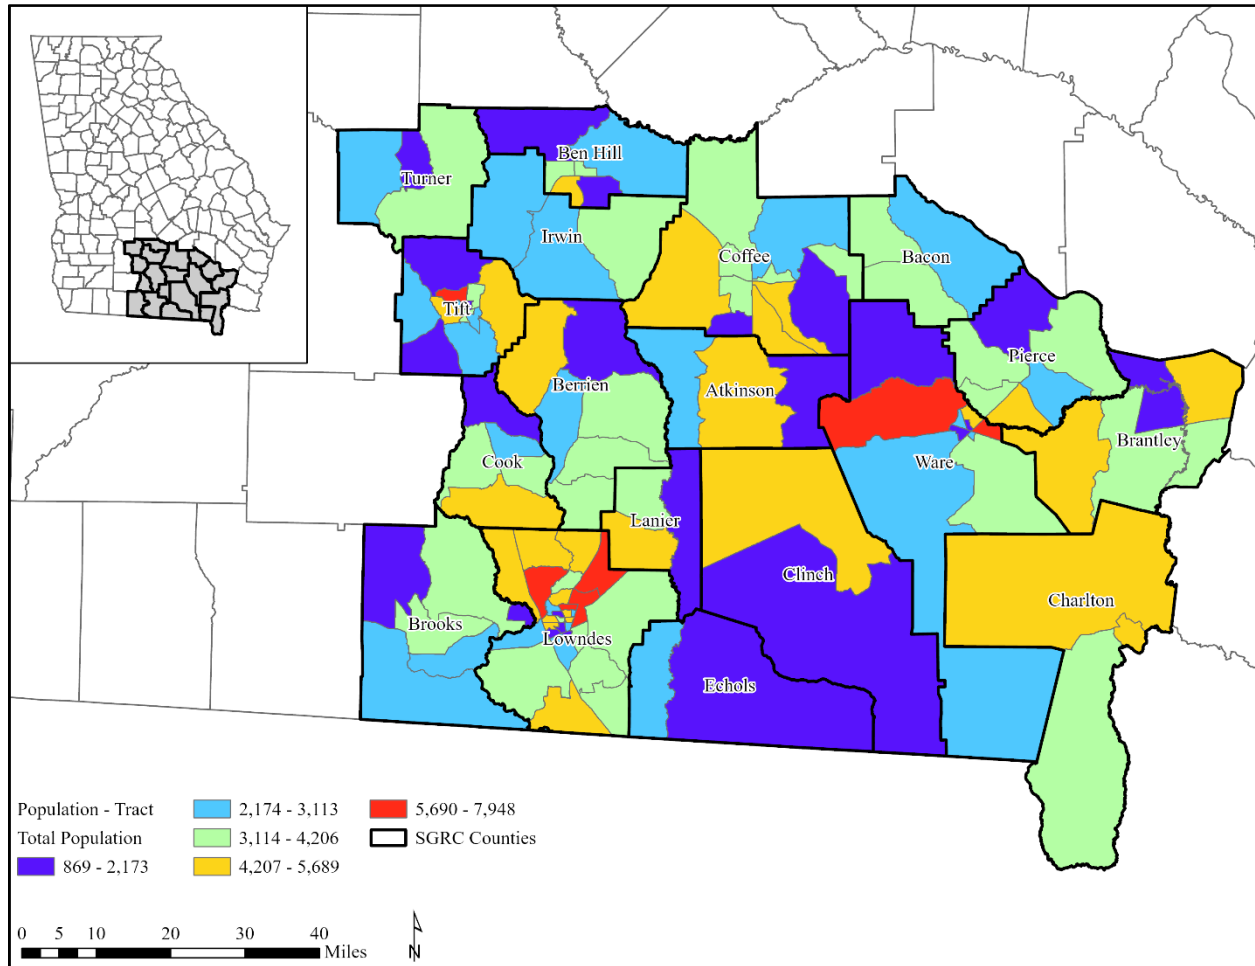 Ben Hill
Turner
Irwin
Coffee
Bacon
Tift
Pierce
Berrien
Atkinson
Brantley
Cook
Ware
Lanier
Clinch
Charlton
Brooks
Lowndes
Echols
Population - Tract
Total Population
869 - 2,173
2,174 - 3,113
3,114 - 4,206
4,207 - 5,689
5,690 - 7,948
SGRC Counties
0 5 10 20 30 40
Miles
N